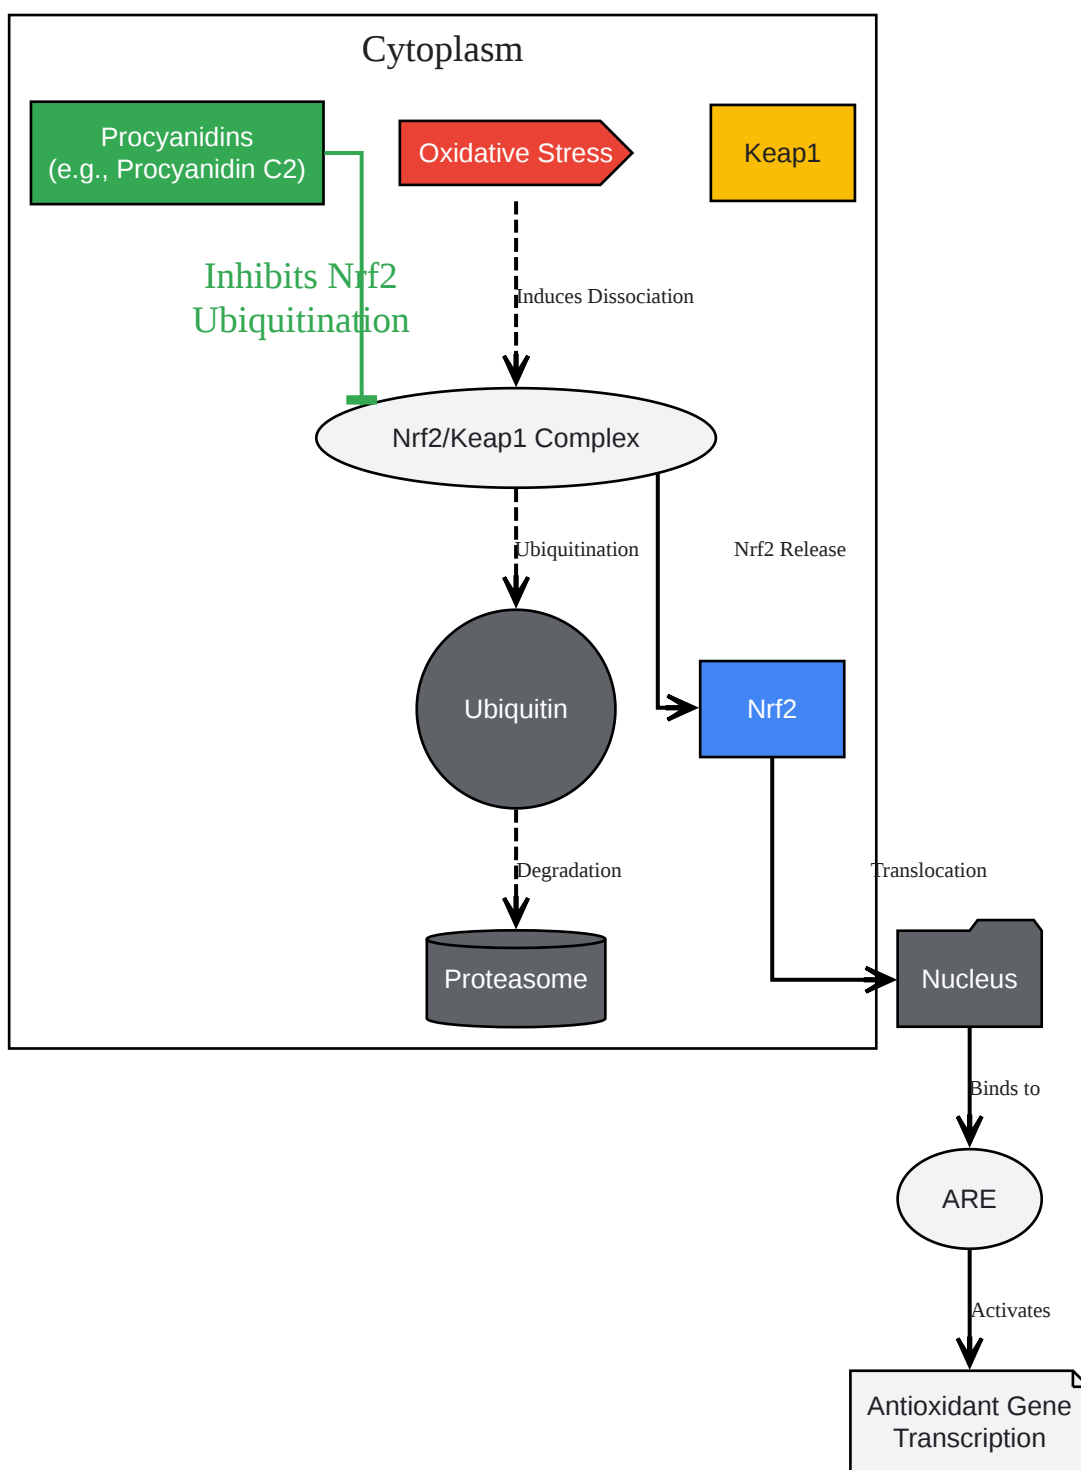 Cytoplasm
Procyanidins
(e.g., Procyanidin C2)
Oxidative Stress
Keap1
Inhibits Nrf2
Ubiquitination
Induces Dissociation
Nrf2/Keap1 Complex
Ubiquitination
Nrf2 Release
Ubiquitin
Nrf2
Degradation
Translocation
Proteasome
Nucleus
Binds to
ARE
Activates
Antioxidant Gene
Transcription